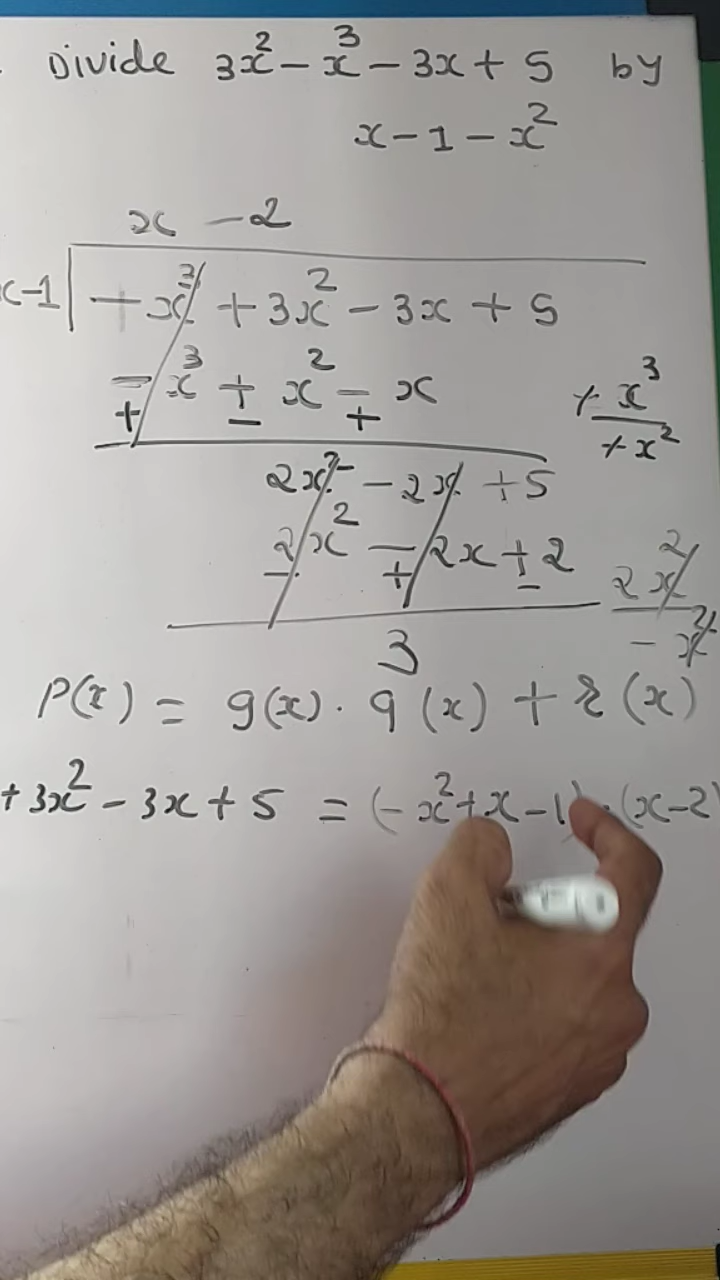 Divide 3x² - x³ - 3x + 5 by
x - 1 - x²
x - 2
x-1 | - x³ + 3x² - 3x + 5
- x³ + x² - x
+ - +
+ x³ / + x²
2x² - 2x + 5
2x² - 2x + 2
- + -
2x² / - x²
3
P(x) = g(x) · q(x) + r(x)
+ 3x² - 3x + 5 = (-x² + x - 1) · (x - 2)